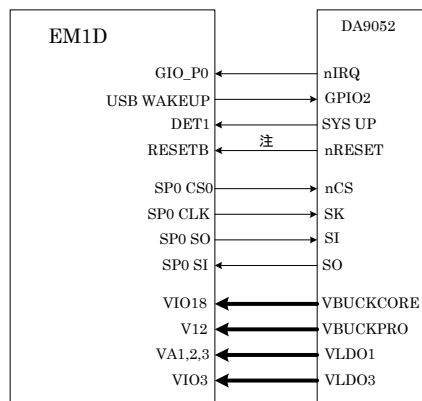 EM1D
DA9052
GIO_P0 nIRQ
USB WAKEUP GPIO2
DET1 SYS UP
注
RESETB nRESET
SP0 CS0 nCS
SP0 CLK SK
SP0 SO SI
SP0 SI SO
VIO18 VBUCKCORE
V12 VBUCKPRO
VA1,2,3 VLDO1
VIO3 VLDO3